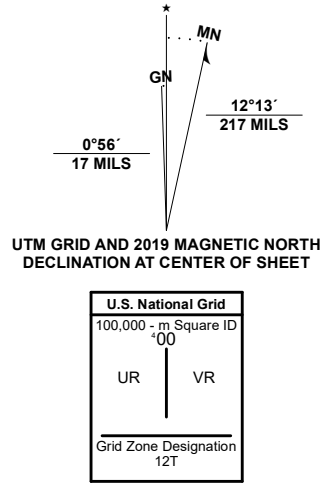 ★
MN
GN
12°13´
217 MILS
0°56´
17 MILS
UTM GRID AND 2019 MAGNETIC NORTH
DECLINATION AT CENTER OF SHEET
U.S. National Grid
100,000 - m Square ID
⁴00
UR VR
Grid Zone Designation
12T